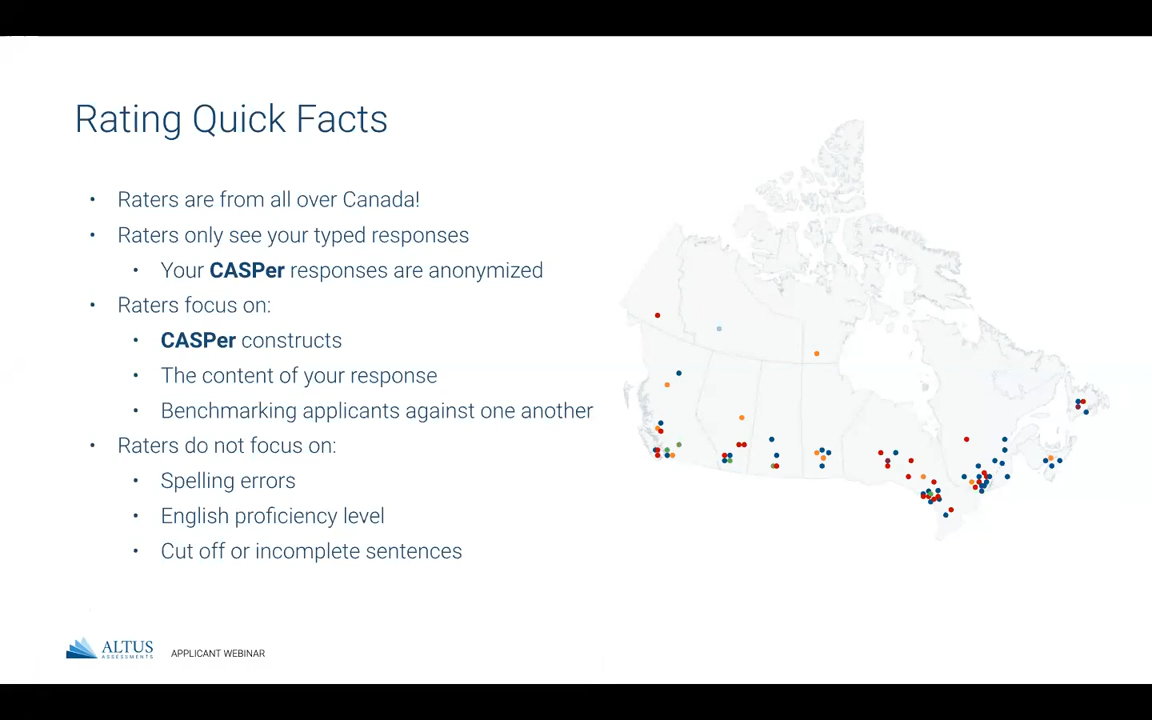 Rating Quick Facts
• Raters are from all over Canada!
• Raters only see your typed responses
• Your CASPer responses are anonymized
• Raters focus on:
• CASPer constructs
• The content of your response
• Benchmarking applicants against one another
• Raters do not focus on:
• Spelling errors
• English proficiency level
• Cut off or incomplete sentences
ALTUS
ASSESSMENTS
APPLICANT WEBINAR